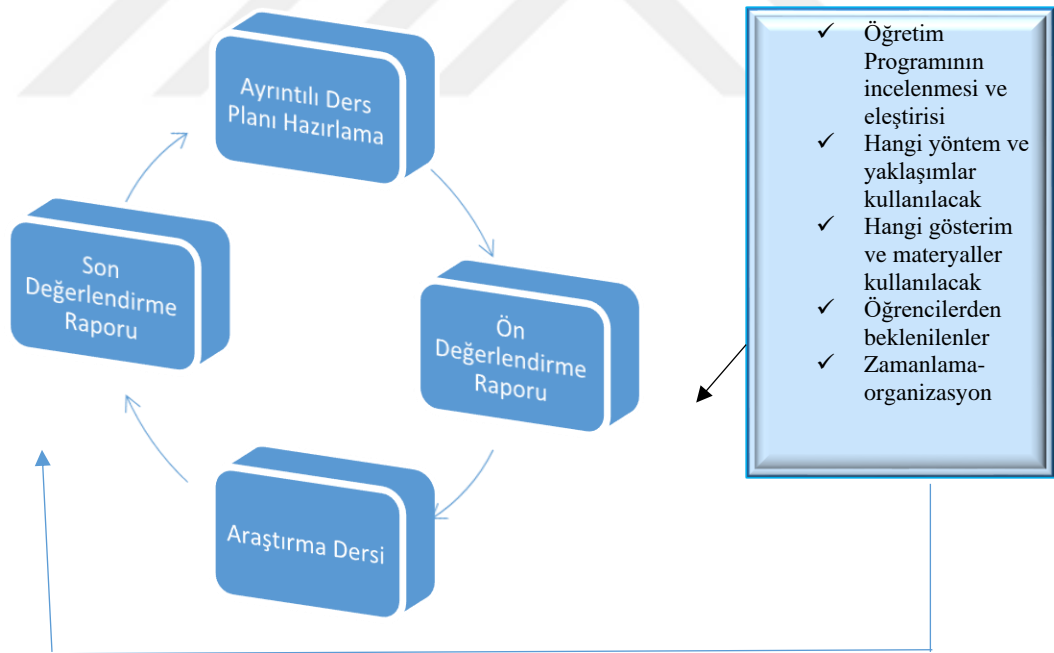 Ayrıntılı Ders
Planı Hazırlama
Ön
Değerlendirme
Raporu
Araştırma Dersi
Son
Değerlendirme
Raporu
✓ Öğretim
Programının
incelenmesi ve
eleştirisi
✓ Hangi yöntem ve
yaklaşımlar
kullanılacak
✓ Hangi gösterim
ve materyaller
kullanılacak
✓ Öğrencilerden
beklenilenler
✓ Zamanlama-
organizasyon